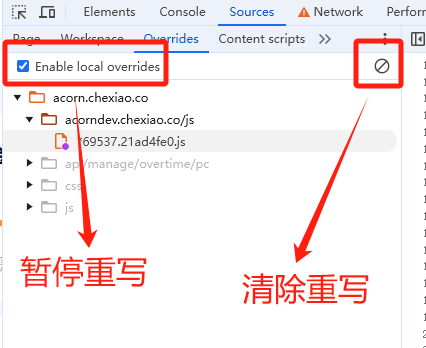 Elements Console Sources Network Perform
Page Workspace Overrides Content scripts
Enable local overrides
acorn.chexiao.co
acorndev.chexiao.co/js
f69537.21ad4fe0.js
api/manage/overtime/pc
css
js
暂停重写
清除重写